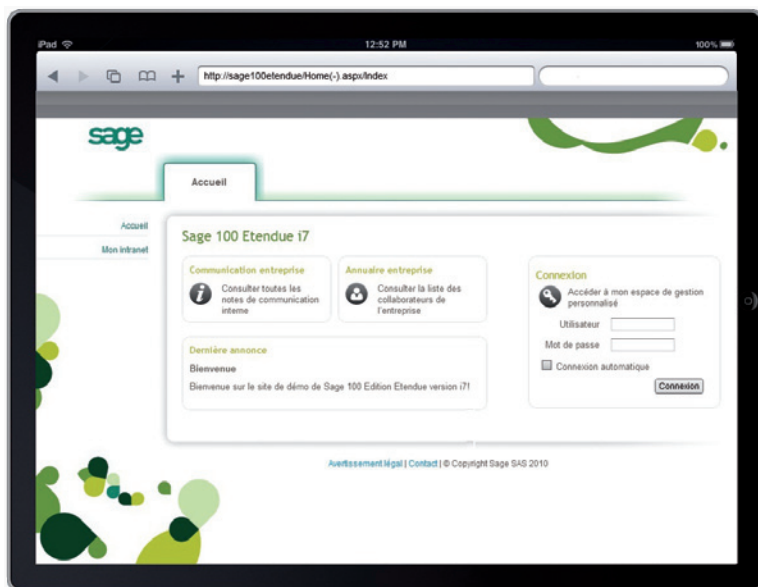 iPad
12:52 PM
100%
http://sage100etendue/Home(-).aspx/Index
sage
Accueil
Accueil
Mon intranet
Sage 100 Etendue i7
Communication entreprise
Consulter toutes les
notes de communication
interne
Annuaire entreprise
Consulter la liste des
collaborateurs de
l'entreprise
Dernière annonce
Bienvenue
Bienvenue sur le site de démo de Sage 100 Edition Etendue version i7!
Connexion
Accéder à mon espace de gestion
personnalisé
Utilisateur
Mot de passe
Connexion automatique
Connexion
Avertissement légal | Contact | © Copyright Sage SAS 2010